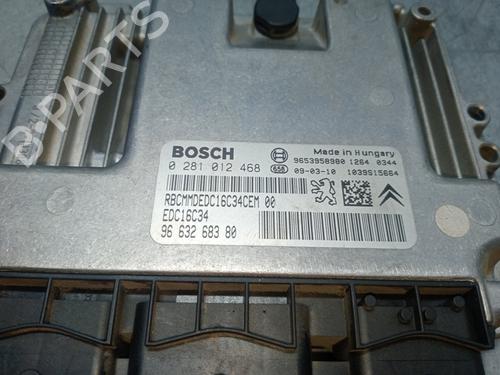 BOSCH
0 281 012 468
Made in Hungary
9653958980 1264 0344
658 09-03-10 1039S15664
RBCMMDEDC16C34CEM 00
EDC16C34
96 632 683 80
B-PARTS